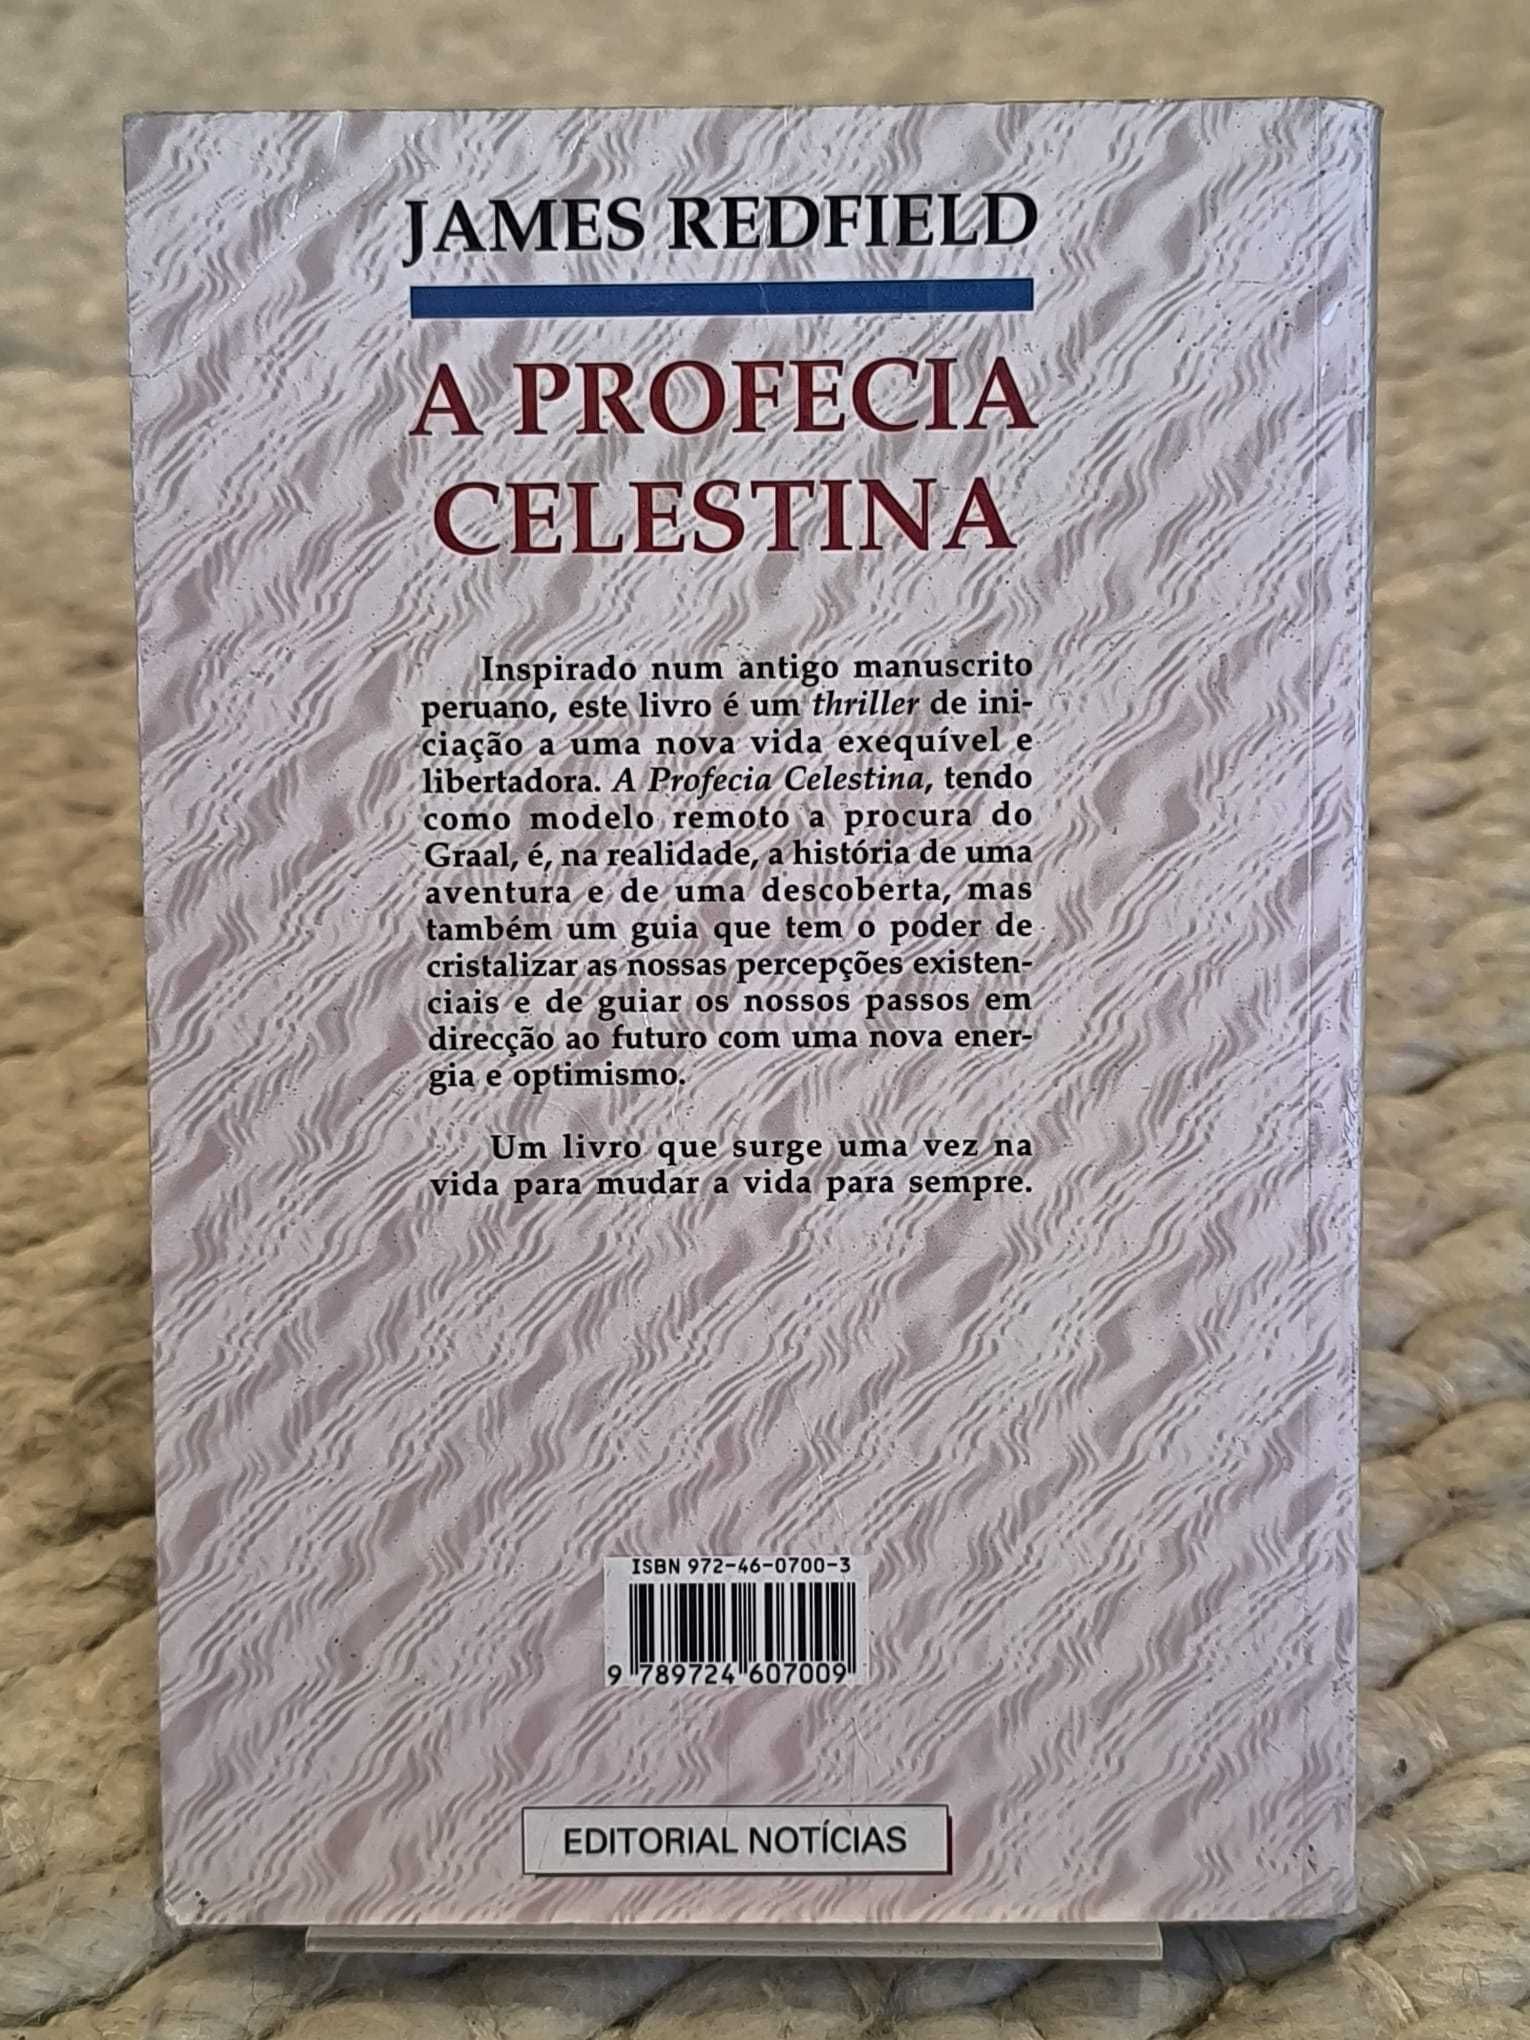 JAMES REDFIELD
A PROFECIA
CELESTINA
Inspirado num antigo manuscrito
peruano, este livro é um thriller de ini-
ciação a uma nova vida exequível e
libertadora. A Profecia Celestina, tendo
como modelo remoto a procura do
Graal, é, na realidade, a história de uma
aventura e de uma descoberta, mas
também um guia que tem o poder de
cristalizar as nossas percepções existen-
ciais e de guiar os nossos passos em
direcção ao futuro com uma nova ener-
gia e optimismo.
Um livro que surge uma vez na
vida para mudar a vida para sempre.
ISBN 972-46-0700-3
9 789724 607009
EDITORIAL NOTÍCIAS